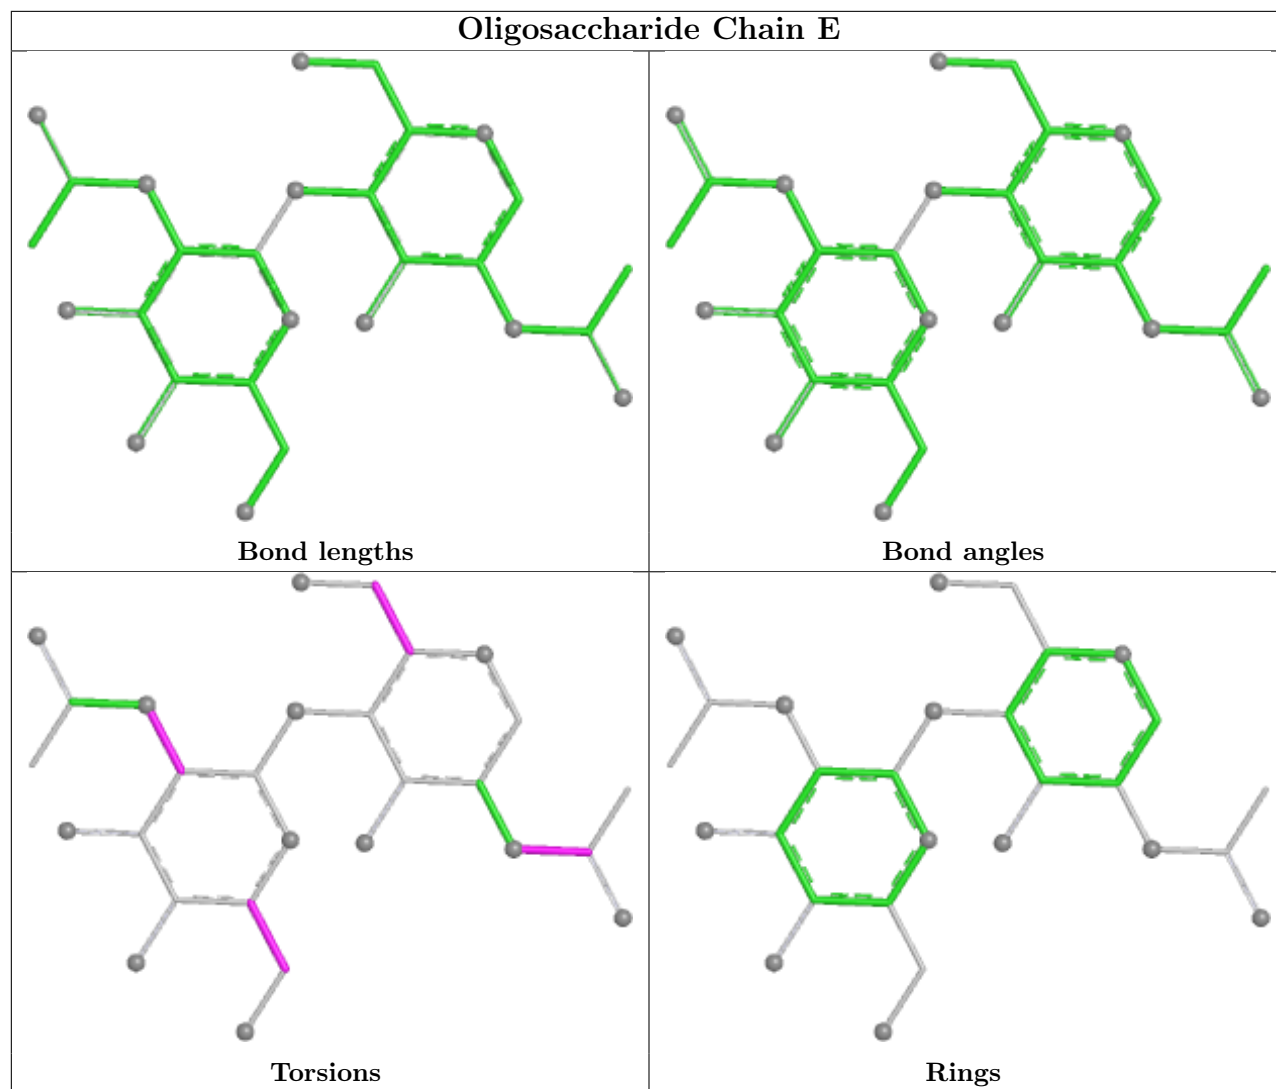 Oligosaccharide Chain E
Bond lengths
Bond angles
Torsions
Rings